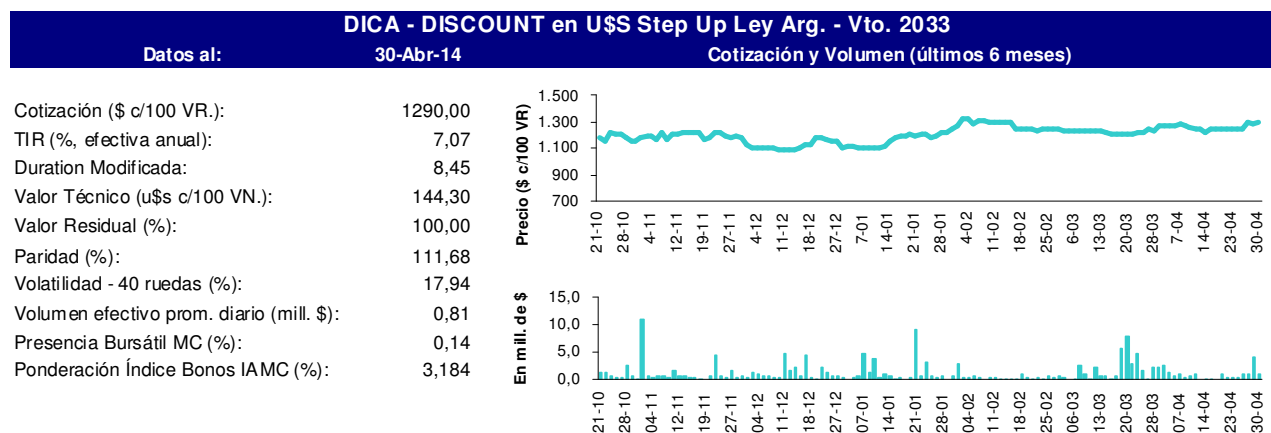 DICA - DISCOUNT en U$S Step Up Ley Arg. - Vto. 2033
Datos al: 30-Abr-14 Cotización y Volumen (últimos 6 meses)
Cotización ($ c/100 VR.): 1290,00
TIR (%, efectiva anual): 7,07
Duration Modificada: 8,45
Valor Técnico (u$s c/100 VN.): 144,30
Valor Residual (%): 100,00
Paridad (%): 111,68
Volatilidad - 40 ruedas (%): 17,94
Volumen efectivo prom. diario (mill. $): 0,81
Presencia Bursátil MC (%): 0,14
Ponderación Índice Bonos IAMC (%): 3,184
Precio ($ c/100 VR)
1.500
1.300
1.100
900
700
21-10 28-10 4-11 12-11 19-11 27-11 4-12 11-12 18-12 27-12 7-01 14-01 21-01 28-01 4-02 11-02 18-02 25-02 6-03 13-03 20-03 28-03 7-04 14-04 23-04 30-04
En mill. de $
15,0
10,0
5,0
0,0
21-10 28-10 04-11 12-11 19-11 27-11 04-12 11-12 18-12 27-12 07-01 14-01 21-01 28-01 04-02 11-02 18-02 25-02 06-03 13-03 20-03 28-03 07-04 14-04 23-04 30-04